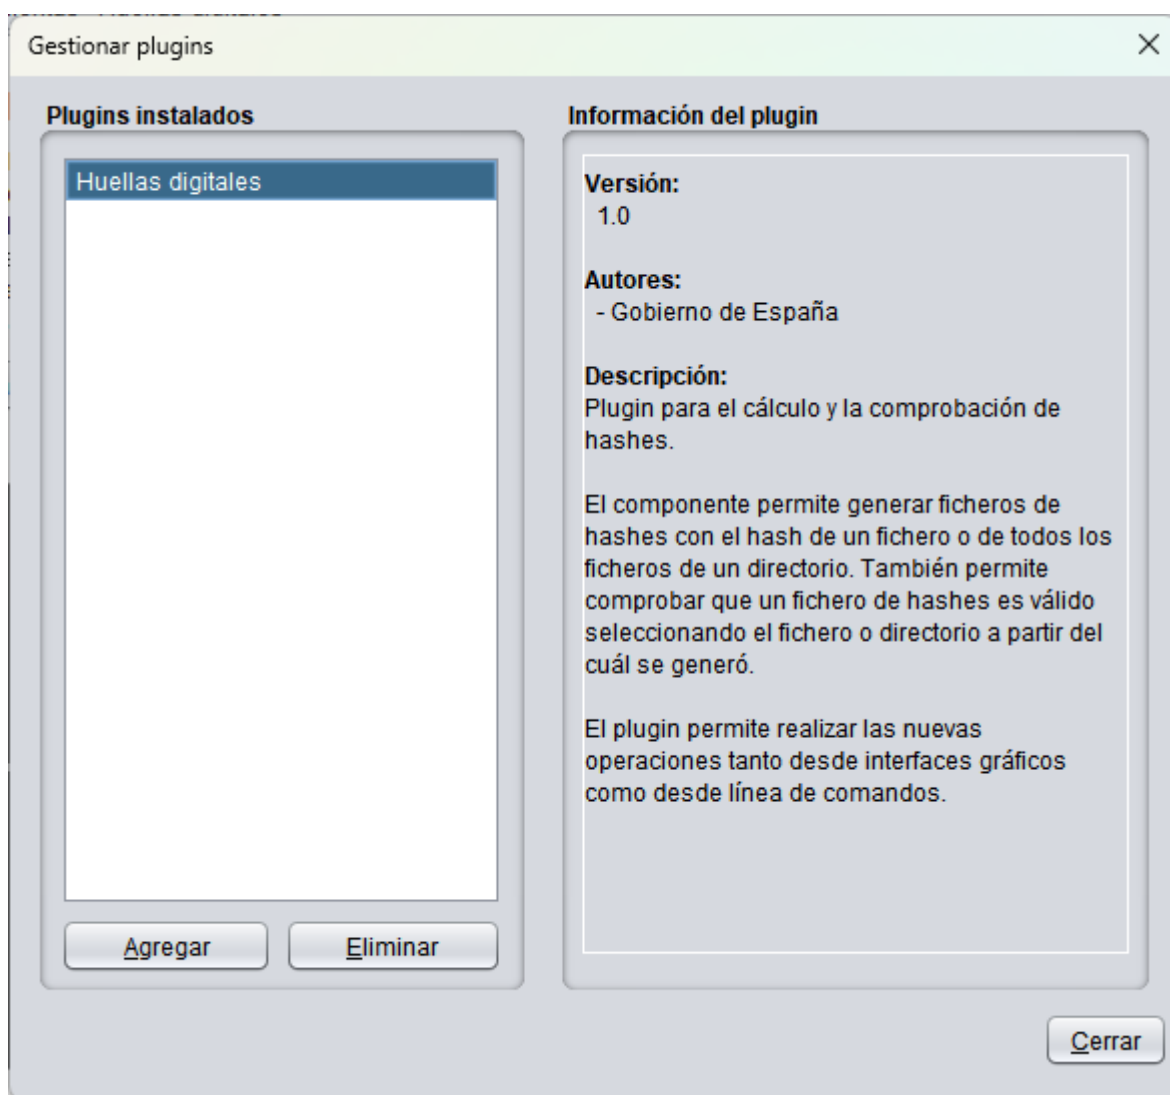 Gestionar plugins
Plugins instalados
Huellas digitales
Agregar
Eliminar
Información del plugin
Versión:
1.0
Autores:
- Gobierno de España
Descripción:
Plugin para el cálculo y la comprobación de
hashes.
El componente permite generar ficheros de
hashes con el hash de un fichero o de todos los
ficheros de un directorio. También permite
comprobar que un fichero de hashes es válido
seleccionando el fichero o directorio a partir del
cuál se generó.
El plugin permite realizar las nuevas
operaciones tanto desde interfaces gráficos
como desde línea de comandos.
Cerrar